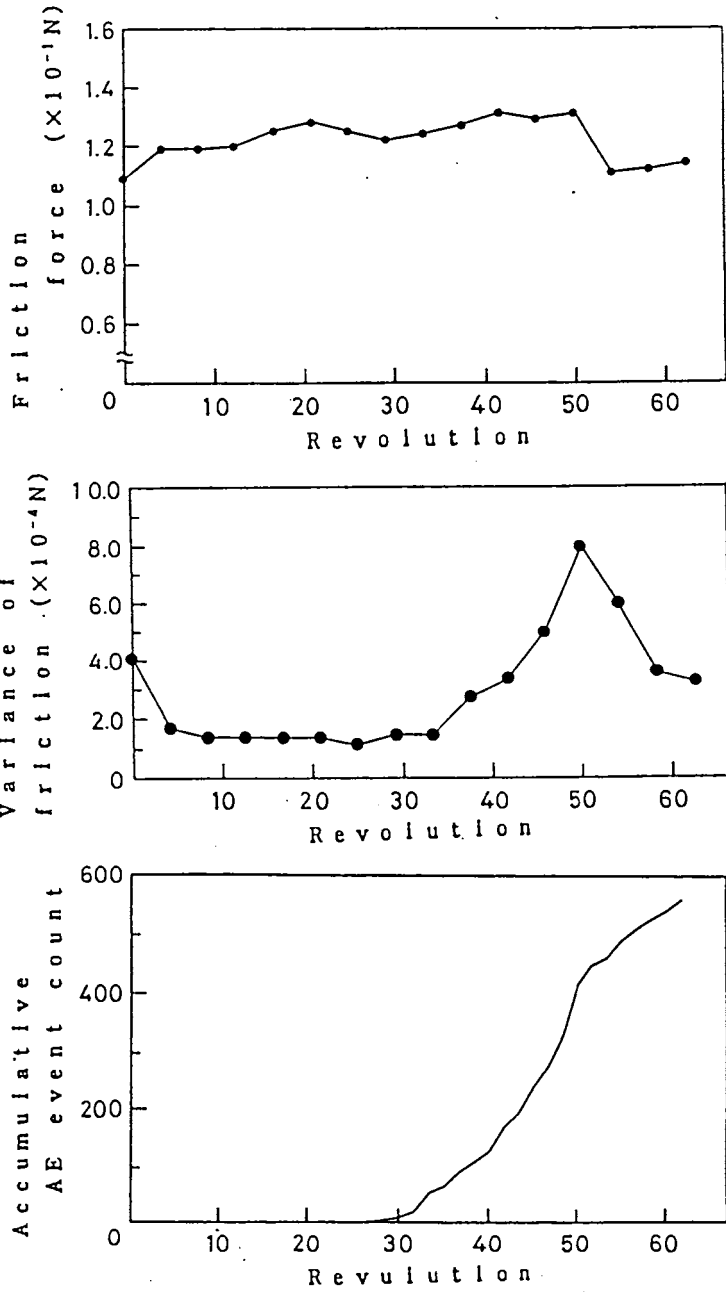 Friction
force (×10⁻¹N)
1.6
1.4
1.2
1.0
0.8
0.6
0
10 20 30 40 50 60
Revolution
Variance of
friction (×10⁻⁴N)
10.0
8.0
6.0
4.0
2.0
0
10 20 30 40 50 60
Revolution
Accumulative
AE event count
600
400
200
0
10 20 30 40 50 60
Revulution